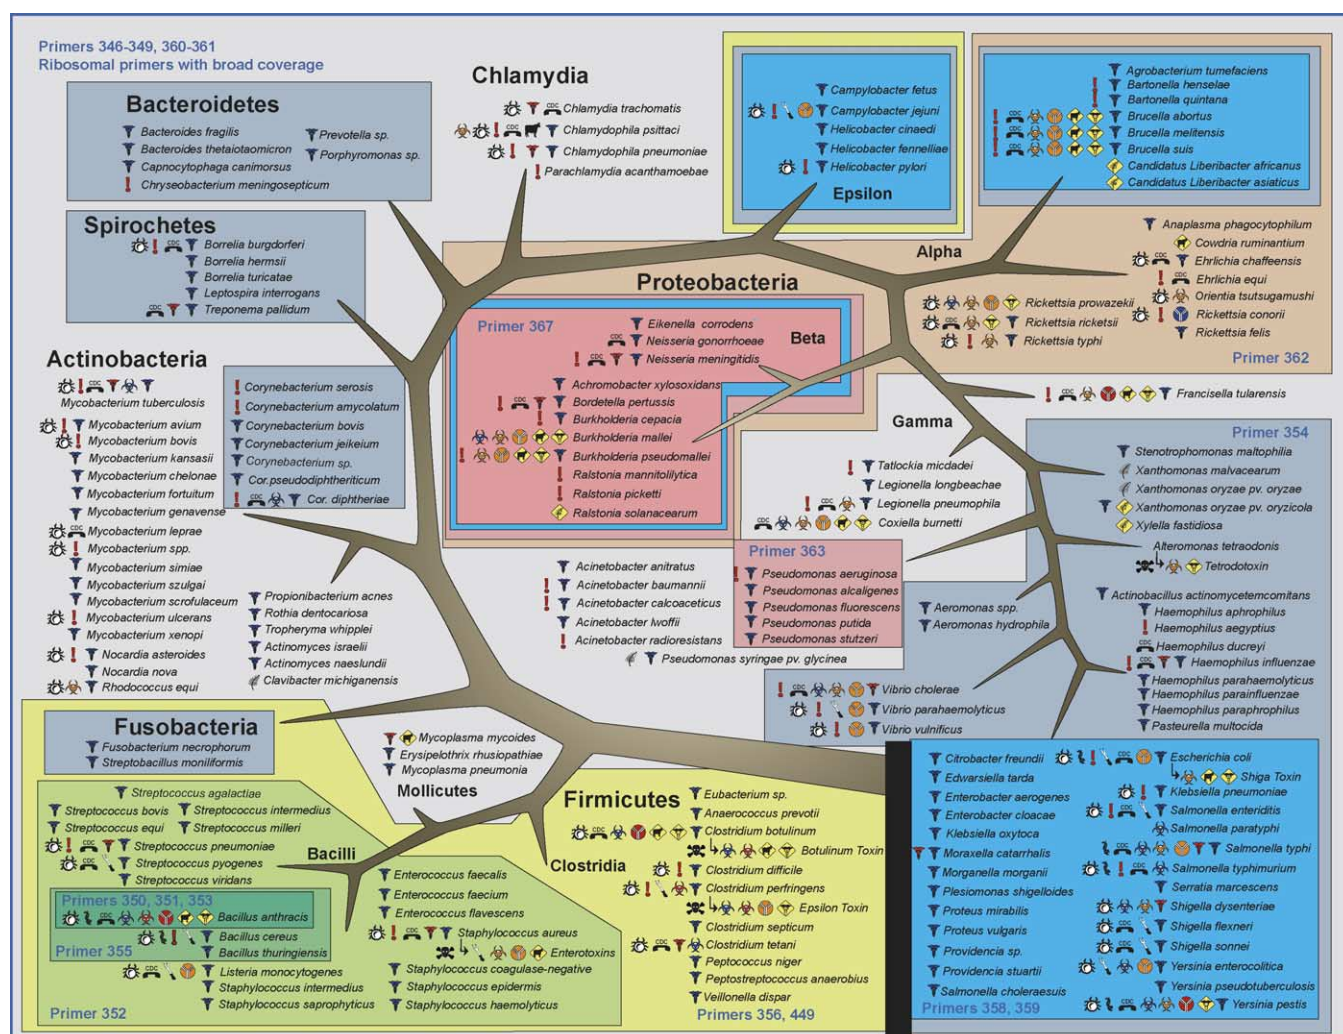 Primers 346-349, 360-361
Ribosomal primers with broad coverage
Bacteroidetes
Bacteroides fragilis
Bacteroides thetaiotaomicron
Capnocytophaga canimorsus
Chryseobacterium meningosepticum
Prevotella sp.
Porphyromonas sp.
Chlamydia
Chlamydia trachomatis
Chlamydophila psittaci
Chlamydophila pneumoniae
Parachlamydia acanthamoebae
Campylobacter fetus
Campylobacter jejuni
Helicobacter cinaedi
Helicobacter fennelliae
Helicobacter pylori
Epsilon
Agrobacterium tumefaciens
Bartonella henselae
Bartonella quintana
Brucella abortus
Brucella melitensis
Brucella suis
Candidatus Liberibacter africanus
Candidatus Liberibacter asiaticus
Spirochetes
Borrelia burgdorferi
Borrelia hermsii
Borrelia turicatae
Leptospira interrogans
Treponema pallidum
Alpha
Anaplasma phagocytophilum
Cowdria ruminantium
Ehrlichia chaffeensis
Ehrlichia equi
Orientia tsutsugamushi
Rickettsia conorii
Rickettsia felis
Rickettsia prowazekii
Rickettsia ricketsii
Rickettsia typhi
Primer 362
Proteobacteria
Primer 367
Eikenella corrodens
Neisseria gonorrhoeae
Neisseria meningitidis
Beta
Achromobacter xylosoxidans
Bordetella pertussis
Burkholderia cepacia
Burkholderia mallei
Burkholderia pseudomallei
Ralstonia mannitolilytica
Ralstonia picketti
Ralstonia solanacearum
Actinobacteria
Mycobacterium tuberculosis
Mycobacterium avium
Mycobacterium bovis
Mycobacterium kansasii
Mycobacterium chelonae
Mycobacterium fortuitum
Mycobacterium genavense
Mycobacterium leprae
Mycobacterium spp.
Mycobacterium simiae
Mycobacterium szulgai
Mycobacterium scrofulaceum
Mycobacterium ulcerans
Mycobacterium xenopi
Nocardia asteroides
Nocardia nova
Rhodococcus equi
Corynebacterium serosis
Corynebacterium amycolatum
Corynebacterium bovis
Corynebacterium jeikeium
Corynebacterium sp.
Cor.pseudodiphtheriticum
Cor. diphtheriae
Propionibacterium acnes
Rothia dentocariosa
Tropheryma whipplei
Actinomyces israelii
Actinomyces naeslundii
Clavibacter michiganensis
Gamma
Francisella tularensis
Tatlockia micdadei
Legionella longbeachae
Legionella pneumophila
Coxiella burnetti
Primer 354
Stenotrophomonas maltophilia
Xanthomonas malvacearum
Xanthomonas oryzae pv. oryzae
Xanthomonas oryzae pv. oryzicola
Xylella fastidiosa
Alteromonas tetraodonis
Tetrodotoxin
Actinobacillus actinomycetemcomitans
Haemophilus aphrophilus
Haemophilus aegyptius
Haemophilus ducreyi
Haemophilus influenzae
Haemophilus parahaemolyticus
Haemophilus parainfluenzae
Haemophilus paraphrophilus
Pasteurella multocida
Primer 363
Pseudomonas aeruginosa
Pseudomonas alcaligenes
Pseudomonas fluorescens
Pseudomonas putida
Pseudomonas stutzeri
Acinetobacter anitratus
Acinetobacter baumannii
Acinetobacter calcoaceticus
Acinetobacter lwoffii
Acinetobacter radioresistans
Pseudomonas syringae pv. glycinea
Aeromonas spp.
Aeromonas hydrophila
Vibrio cholerae
Vibrio parahaemolyticus
Vibrio vulnificus
Fusobacteria
Fusobacterium necrophorum
Streptobacillus moniliformis
Mycoplasma mycoides
Erysipelothrix rhusiopathiae
Mycoplasma pneumonia
Mollicutes
Streptococcus agalactiae
Streptococcus bovis
Streptococcus intermedius
Streptococcus equi
Streptococcus milleri
Streptococcus pneumoniae
Streptococcus pyogenes
Streptococcus viridans
Bacilli
Primers 350, 351, 353
Bacillus anthracis
Bacillus cereus
Primer 355
Bacillus thuringiensis
Listeria monocytogenes
Staphylococcus intermedius
Staphylococcus saprophyticus
Primer 352
Enterococcus faecalis
Enterococcus faecium
Enterococcus flavescens
Staphylococcus aureus
Enterotoxins
Staphylococcus coagulase-negative
Staphylococcus epidermis
Staphylococcus haemolyticus
Firmicutes
Clostridia
Eubacterium sp.
Anaerococcus prevotii
Clostridium botulinum
Botulinum Toxin
Clostridium difficile
Clostridium perfringens
Epsilon Toxin
Clostridium septicum
Clostridium tetani
Peptococcus niger
Peptostreptococcus anaerobius
Veillonella dispar
Primers 356, 449
Citrobacter freundii
Edwarsiella tarda
Enterobacter aerogenes
Enterobacter cloacae
Klebsiella oxytoca
Moraxella catarrhalis
Morganella morganii
Plesiomonas shigelloides
Proteus mirabilis
Proteus vulgaris
Providencia sp.
Providencia stuartii
Salmonella choleraesuis
Primers 358, 359
Escherichia coli
Shiga Toxin
Klebsiella pneumoniae
Salmonella enteriditis
Salmonella paratyphi
Salmonella typhi
Salmonella typhimurium
Serratia marcescens
Shigella dysenteriae
Shigella flexneri
Shigella sonnei
Yersinia enterocolitica
Yersinia pseudotuberculosis
Yersinia pestis